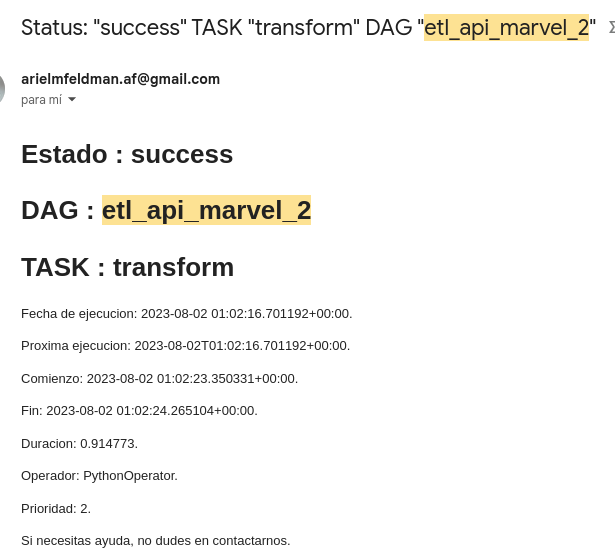 Status: "success" TASK "transform" DAG "etl_api_marvel_2"
arielmfeldman.af@gmail.com
para mí
Estado : success
DAG : etl_api_marvel_2
TASK : transform
Fecha de ejecucion: 2023-08-02 01:02:16.701192+00:00.
Proxima ejecucion: 2023-08-02T01:02:16.701192+00:00.
Comienzo: 2023-08-02 01:02:23.350331+00:00.
Fin: 2023-08-02 01:02:24.265104+00:00.
Duracion: 0.914773.
Operador: PythonOperator.
Prioridad: 2.
Si necesitas ayuda, no dudes en contactarnos.